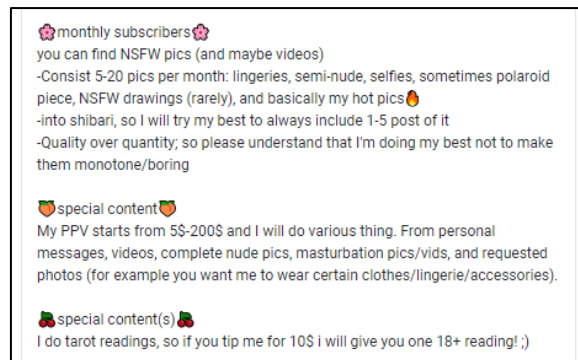 🌸monthly subscribers🌸
you can find NSFW pics (and maybe videos)
-Consist 5-20 pics per month: lingeries, semi-nude, selfies, sometimes polaroid
piece, NSFW drawings (rarely), and basically my hot pics🔥
-into shibari, so I will try my best to always include 1-5 post of it
-Quality over quantity; so please understand that I'm doing my best not to make
them monotone/boring
🍑special content🍑
My PPV starts from 5$-200$ and I will do various thing. From personal
messages, videos, complete nude pics, masturbation pics/vids, and requested
photos (for example you want me to wear certain clothes/lingerie/accessories).
🍒special content(s)🍒
I do tarot readings, so if you tip me for 10$ i will give you one 18+ reading! ;)